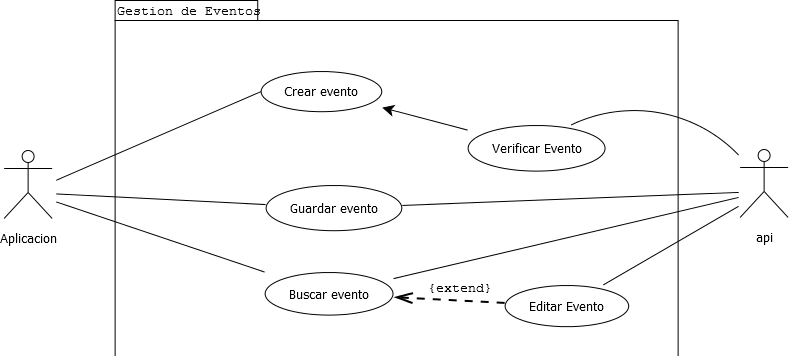 Gestion de Eventos
Crear evento
Verificar Evento
Guardar evento
Aplicacion
api
Buscar evento
{extend}
Editar Evento